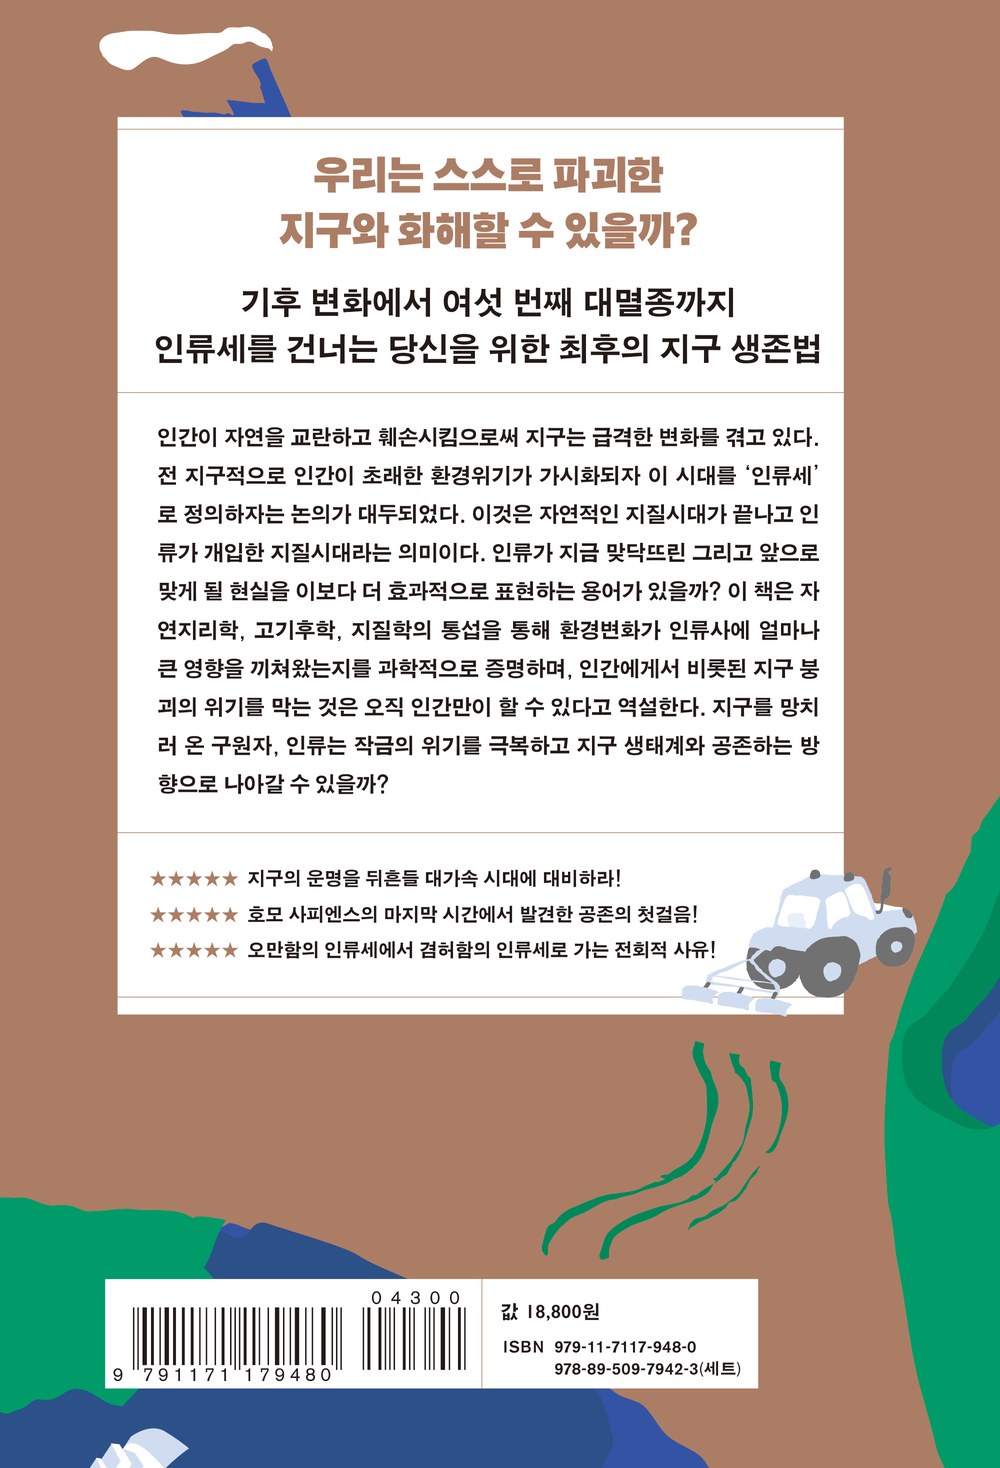 우리는 스스로 파괴한
지구와 화해할 수 있을까?
기후 변화에서 여섯 번째 대멸종까지
인류세를 건너는 당신을 위한 최후의 지구 생존법
인간이 자연을 교란하고 훼손시킴으로써 지구는 급격한 변화를 겪고 있다.
전 지구적으로 인간이 초래한 환경위기가 가시화되자 이 시대를 ‘인류세’
로 정의하자는 논의가 대두되었다. 이것은 자연적인 지질시대가 끝나고 인
류가 개입한 지질시대라는 의미이다. 인류가 지금 맞닥뜨린 그리고 앞으로
맞게 될 현실을 이보다 더 효과적으로 표현하는 용어가 있을까? 이 책은 자
연지리학, 고기후학, 지질학의 통섭을 통해 환경변화가 인류사에 얼마나
큰 영향을 끼쳐왔는지를 과학적으로 증명하며, 인간에게서 비롯된 지구 붕
괴의 위기를 막는 것은 오직 인간만이 할 수 있다고 역설한다. 지구를 망치
러 온 구원자, 인류는 작금의 위기를 극복하고 지구 생태계와 공존하는 방
향으로 나아갈 수 있을까?
★★★★★ 지구의 운명을 뒤흔들 대가속 시대에 대비하라!
★★★★★ 호모 사피엔스의 마지막 시간에서 발견한 공존의 첫걸음!
★★★★★ 오만함의 인류세에서 겸허함의 인류세로 가는 전회적 사유!
04300
9 791171 179480
값 18,800원
ISBN 979-11-7117-948-0
978-89-509-7942-3(세트)